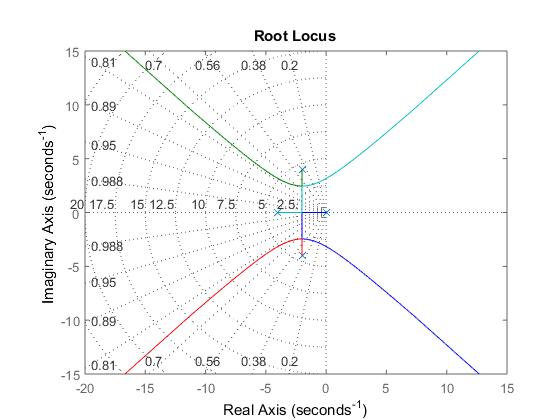 Root Locus
15
0.81 0.7 0.56 0.38 0.2
10
0.89
0.95
5
0.988
20 17.5 15 12.5 10 7.5 5 2.5
0
0.988
-5
0.95
-10
0.89
0.81 0.7 0.56 0.38 0.2
-15
-20 -15 -10 -5 0 5 10 15
Real Axis (seconds⁻¹)
Imaginary Axis (seconds⁻¹)